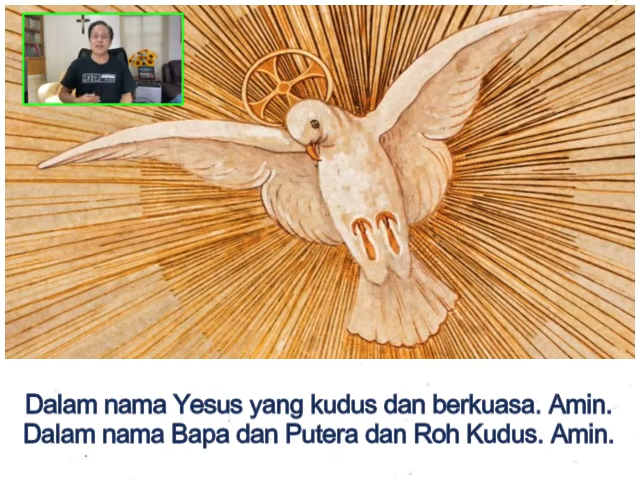 Dalam nama Yesus yang kudus dan berkuasa. Amin.
Dalam nama Bapa dan Putera dan Roh Kudus. Amin.